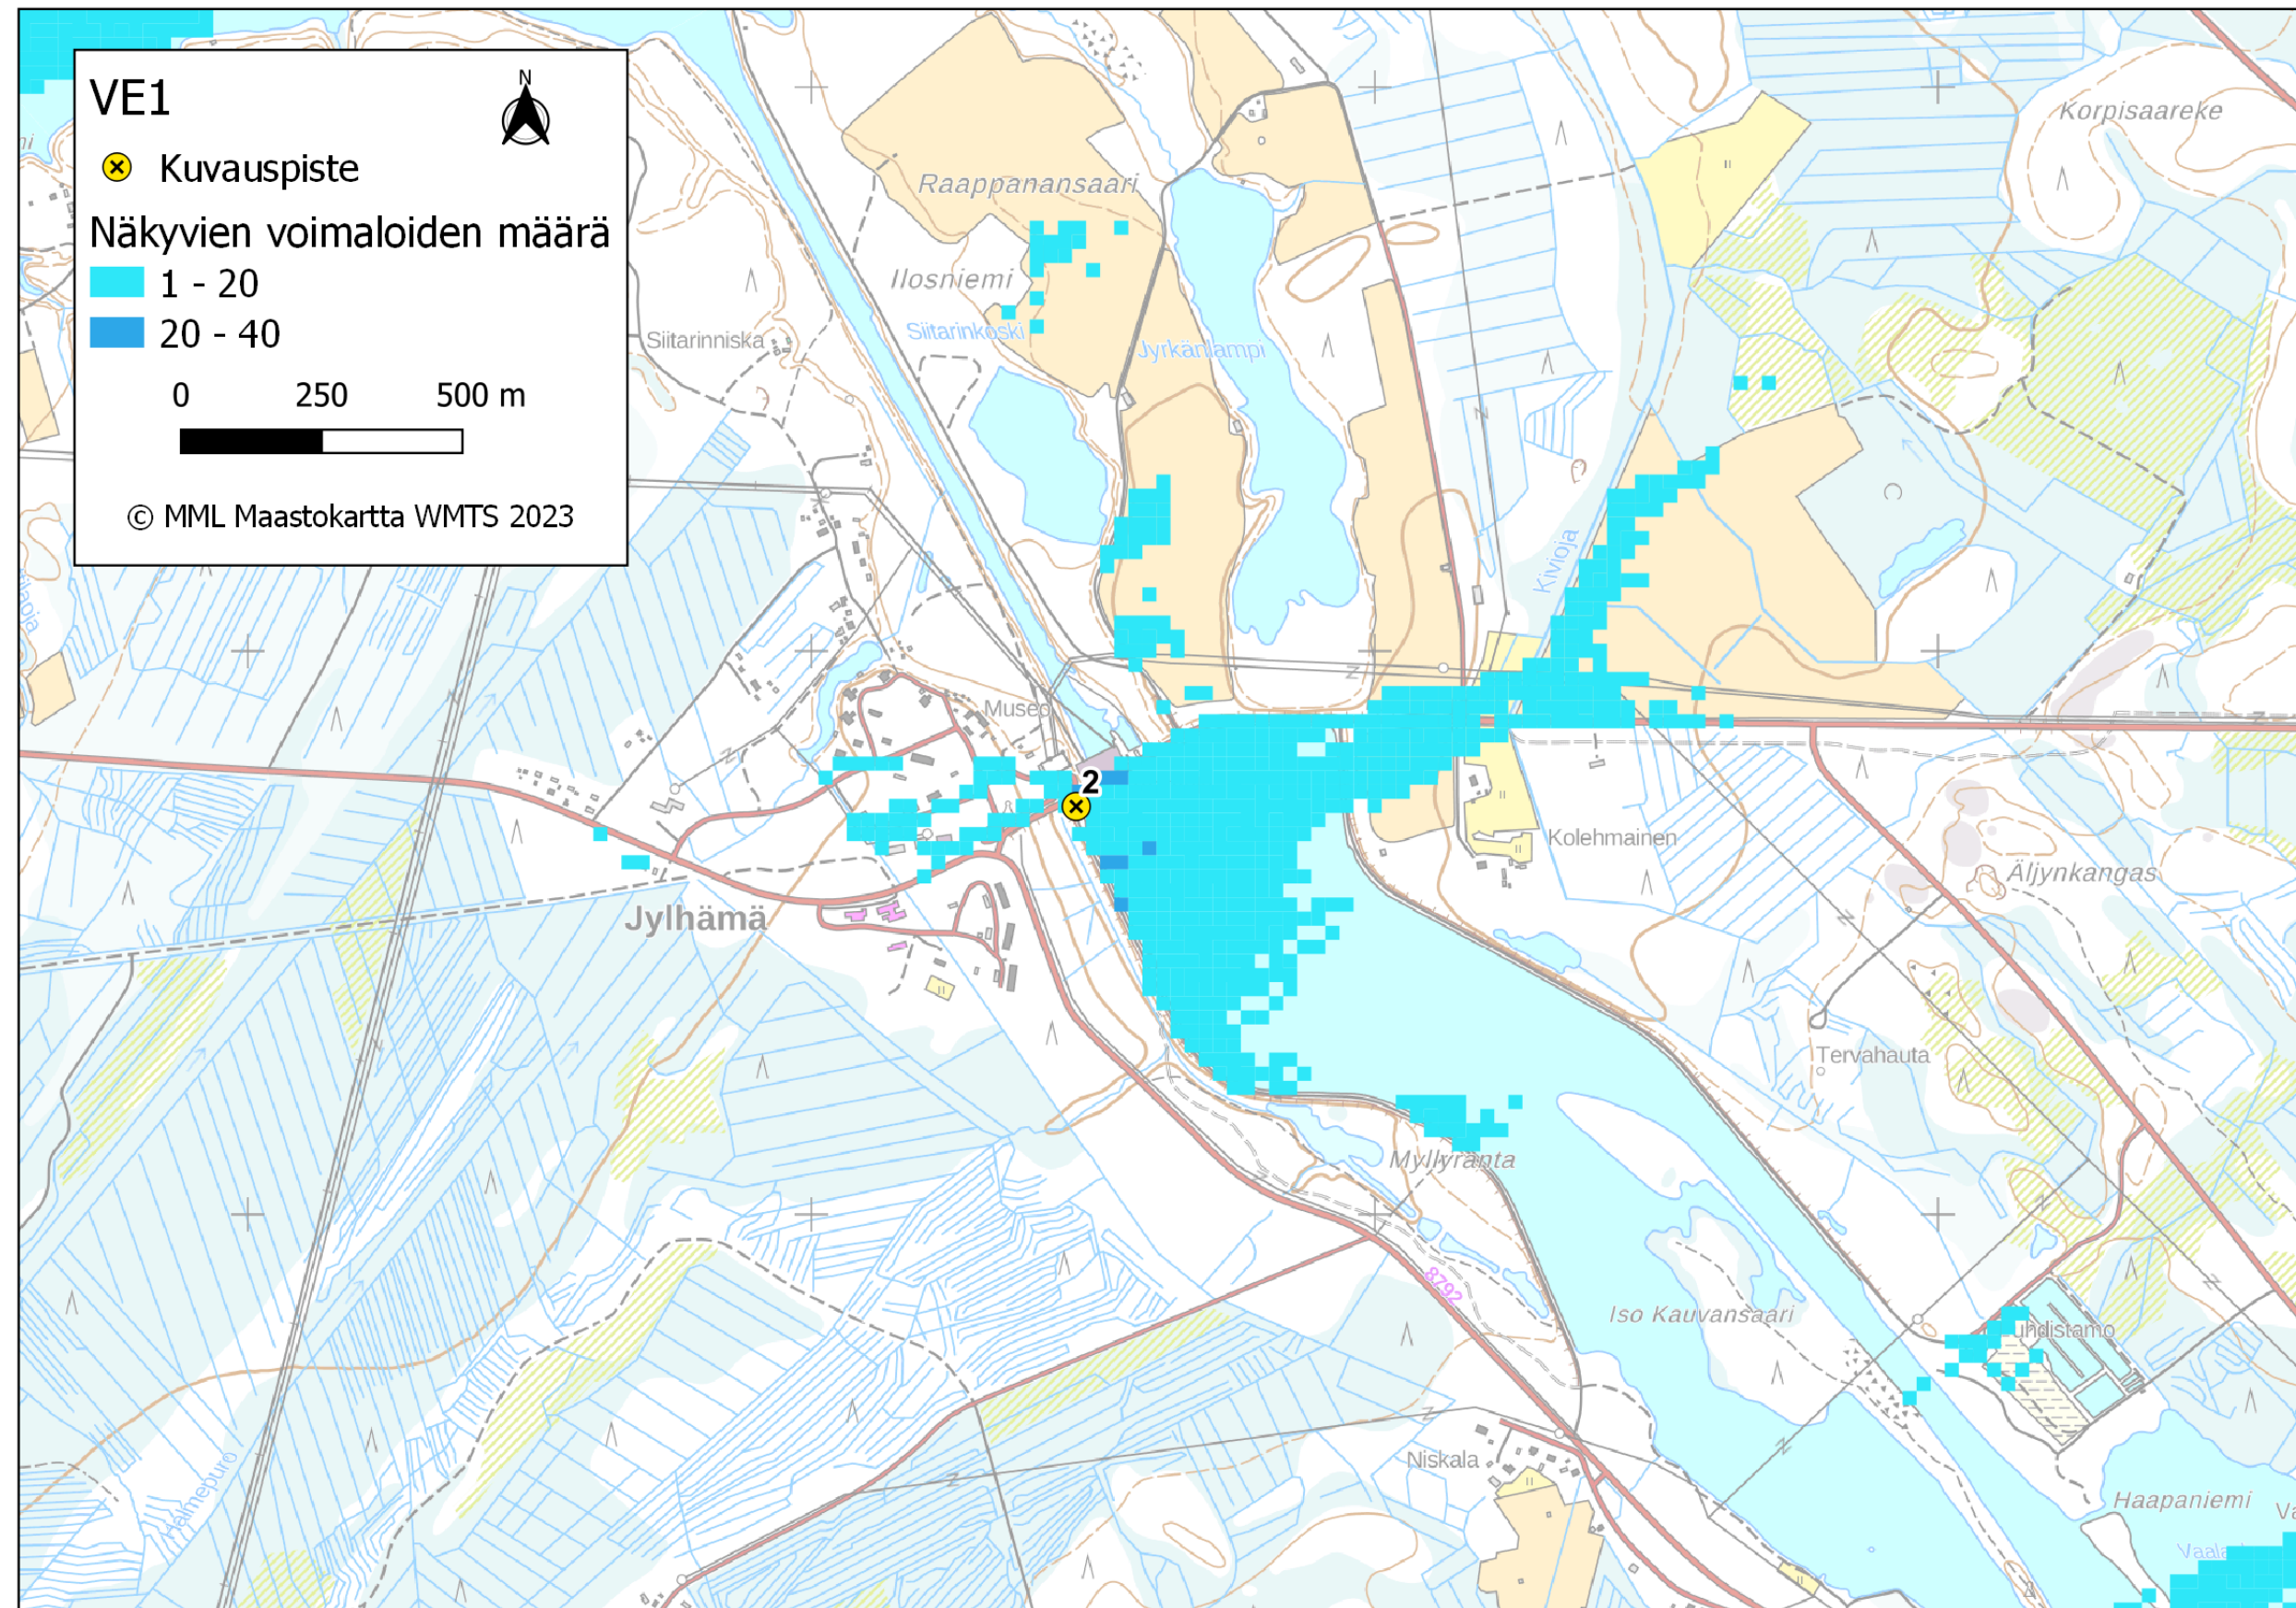 VE1
N
Kuvauspiste
Näkyvien voimaloiden määrä
1 - 20
20 - 40
0 250 500 m
© MML Maastokartta WMTS 2023
Korpisaareke
Raappanansaari
Ilosniemi
Siitarinkoski
Siitarinniska
Jyrkänlampi
Kivioja
Museo
2
Kolehmainen
Äljynkangas
Jylhämä
Tervahauta
Myllyranta
8792
Iso Kauvansaari
Niskala
Halmepuro
Haapaniemi